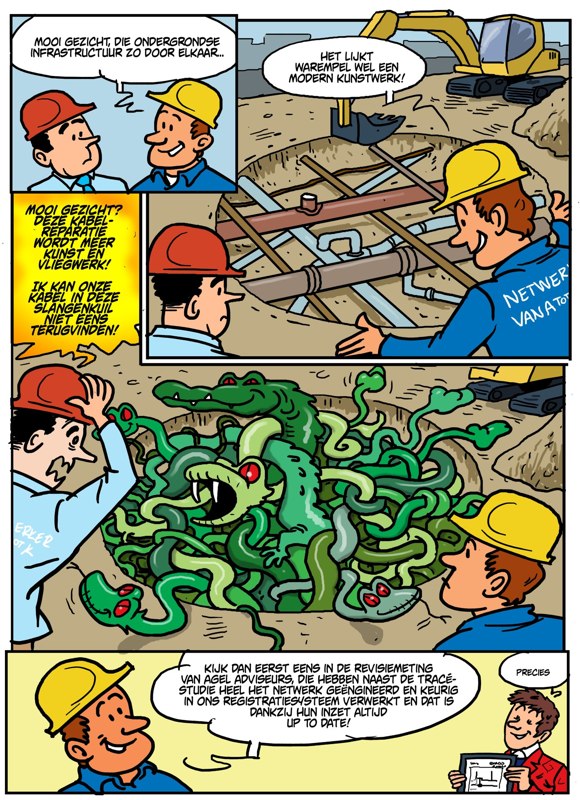 MOOI GEZICHT, DIE ONDERGRONDSE
INFRASTRUCTUUR ZO DOOR ELKAAR...
HET LIJKT
WAREMPEL WEL EEN
MODERN KUNSTWERK!
NETWER
VAN A TOT
MOOI GEZICHT?
DEZE KABEL-
REPARATIE
WORDT MEER
KUNST EN
VLIEGWERK!
IK KAN ONZE
KABEL IN DEZE
SLANGENKUIL
NIET EENS
TERUGVINDEN!
KIJK DAN EERST EENS IN DE REVISIEMETING
VAN AGEL ADVISEURS, DIE HEBBEN NAAST DE TRACÉ-
STUDIE HEEL HET NETWERK GEËNGINEERD EN KEURIG
IN ONS REGISTRATIESYSTEEM VERWERKT EN DAT IS
DANKZIJ HUN INZET ALTIJD
UP TO DATE!
PRECIES